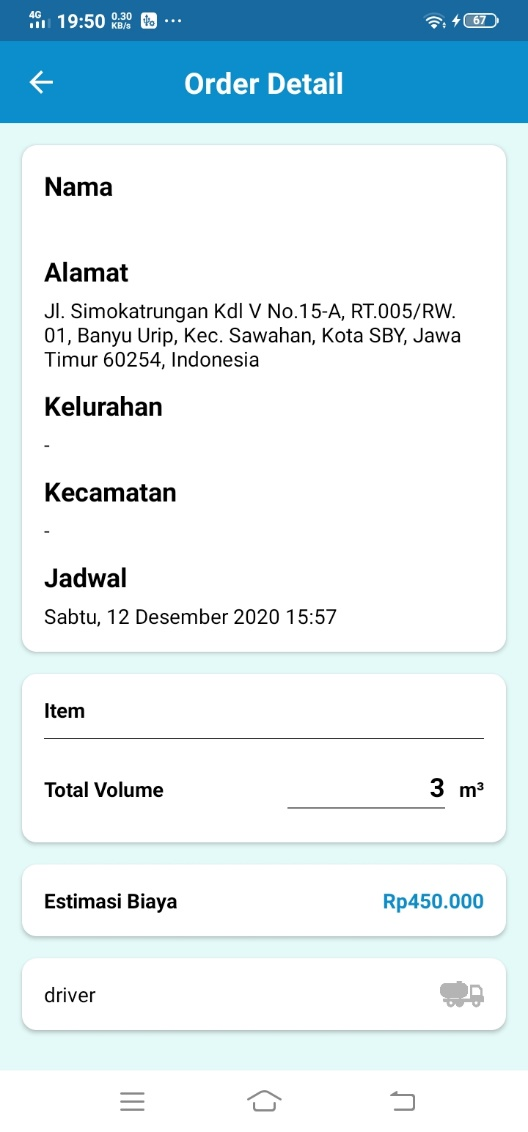 4G 19:50 0.30 KB/s ... 67
Order Detail
Nama
Alamat
Jl. Simokatrungan Kdl V No.15-A, RT.005/RW.
01, Banyu Urip, Kec. Sawahan, Kota SBY, Jawa
Timur 60254, Indonesia
Kelurahan
-
Kecamatan
-
Jadwal
Sabtu, 12 Desember 2020 15:57
Item
Total Volume 3 m³
Estimasi Biaya Rp450.000
driver